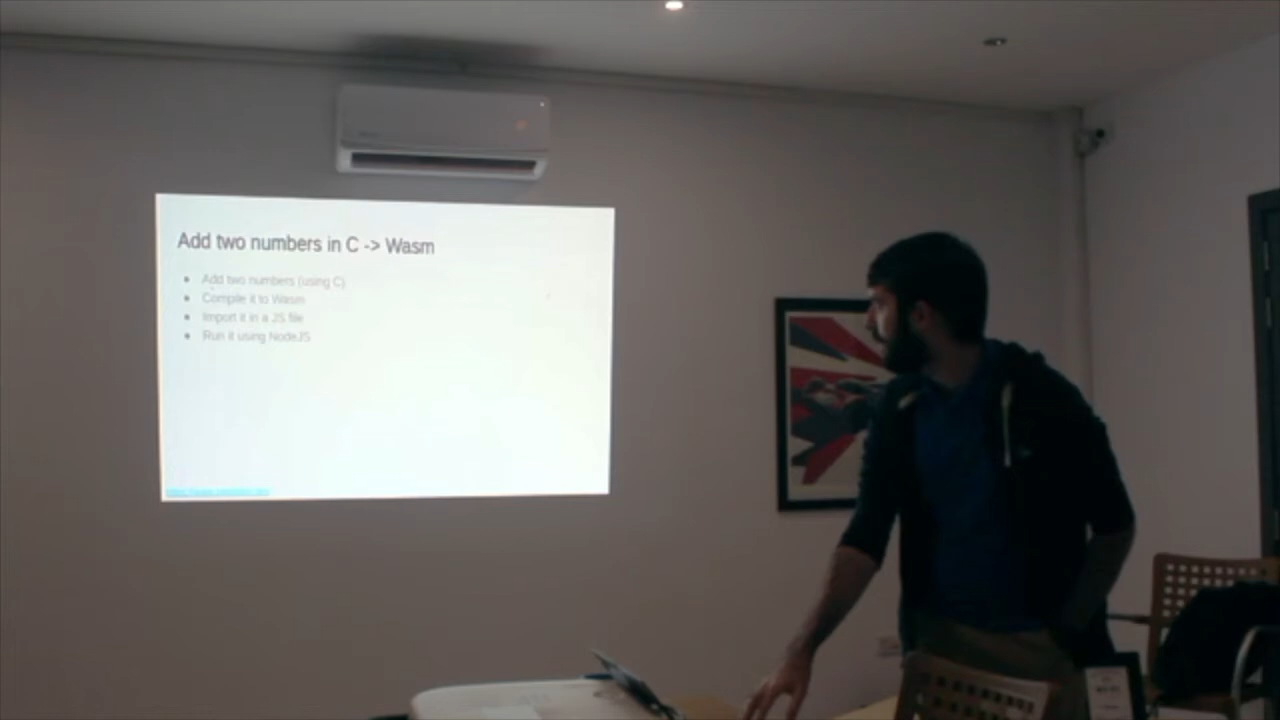 Add two numbers in C -> Wasm
Add two numbers (using C)
Compile it to Wasm
Import it in a JS file
Run it using NodeJS